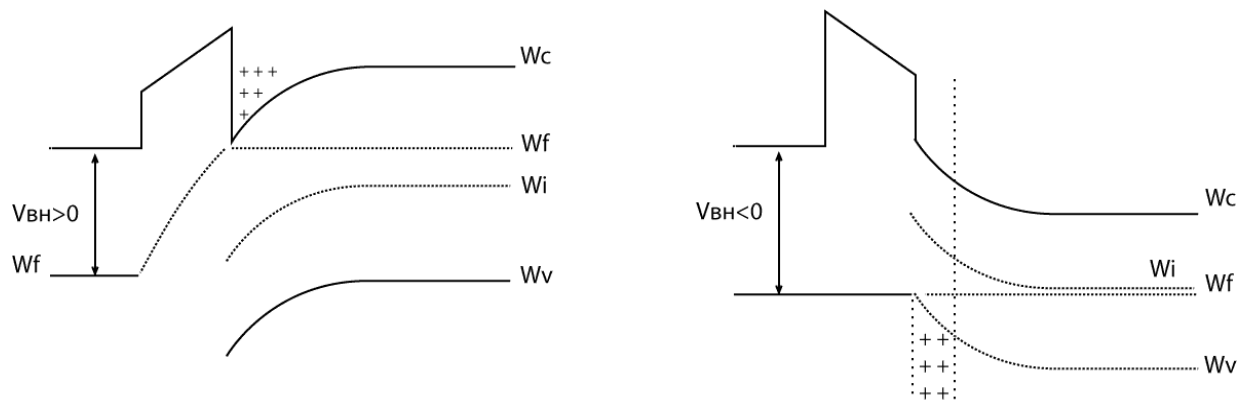 + + +
+ +
+
Wc
Wf
Wi
Wv
Vвн>0
Wf
Vвн<0
Wc
Wi
Wf
Wv
+ +
+ +
+ +